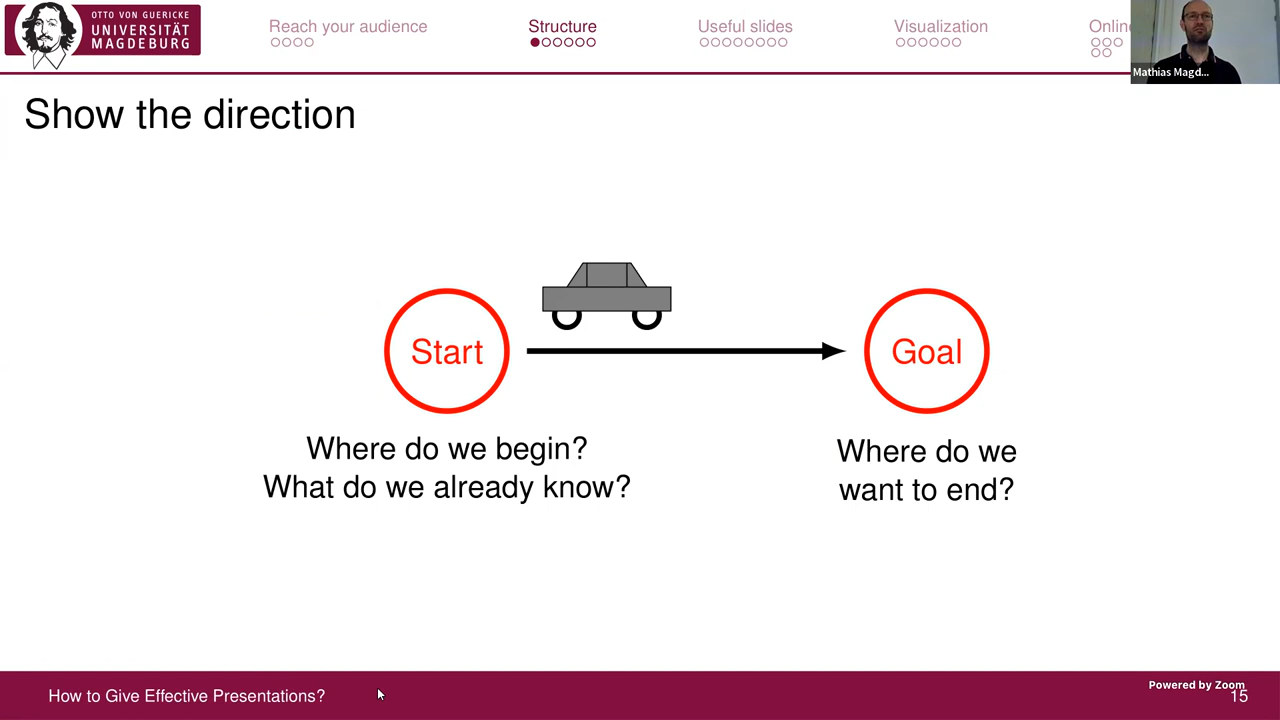 OTTO VON GUERICKE
UNIVERSITÄT
MAGDEBURG
Reach your audience
Structure
Useful slides
Visualization
Online
Mathias Magd...
Show the direction
Start
Goal
Where do we begin?
What do we already know?
Where do we
want to end?
How to Give Effective Presentations?
Powered by Zoom
15